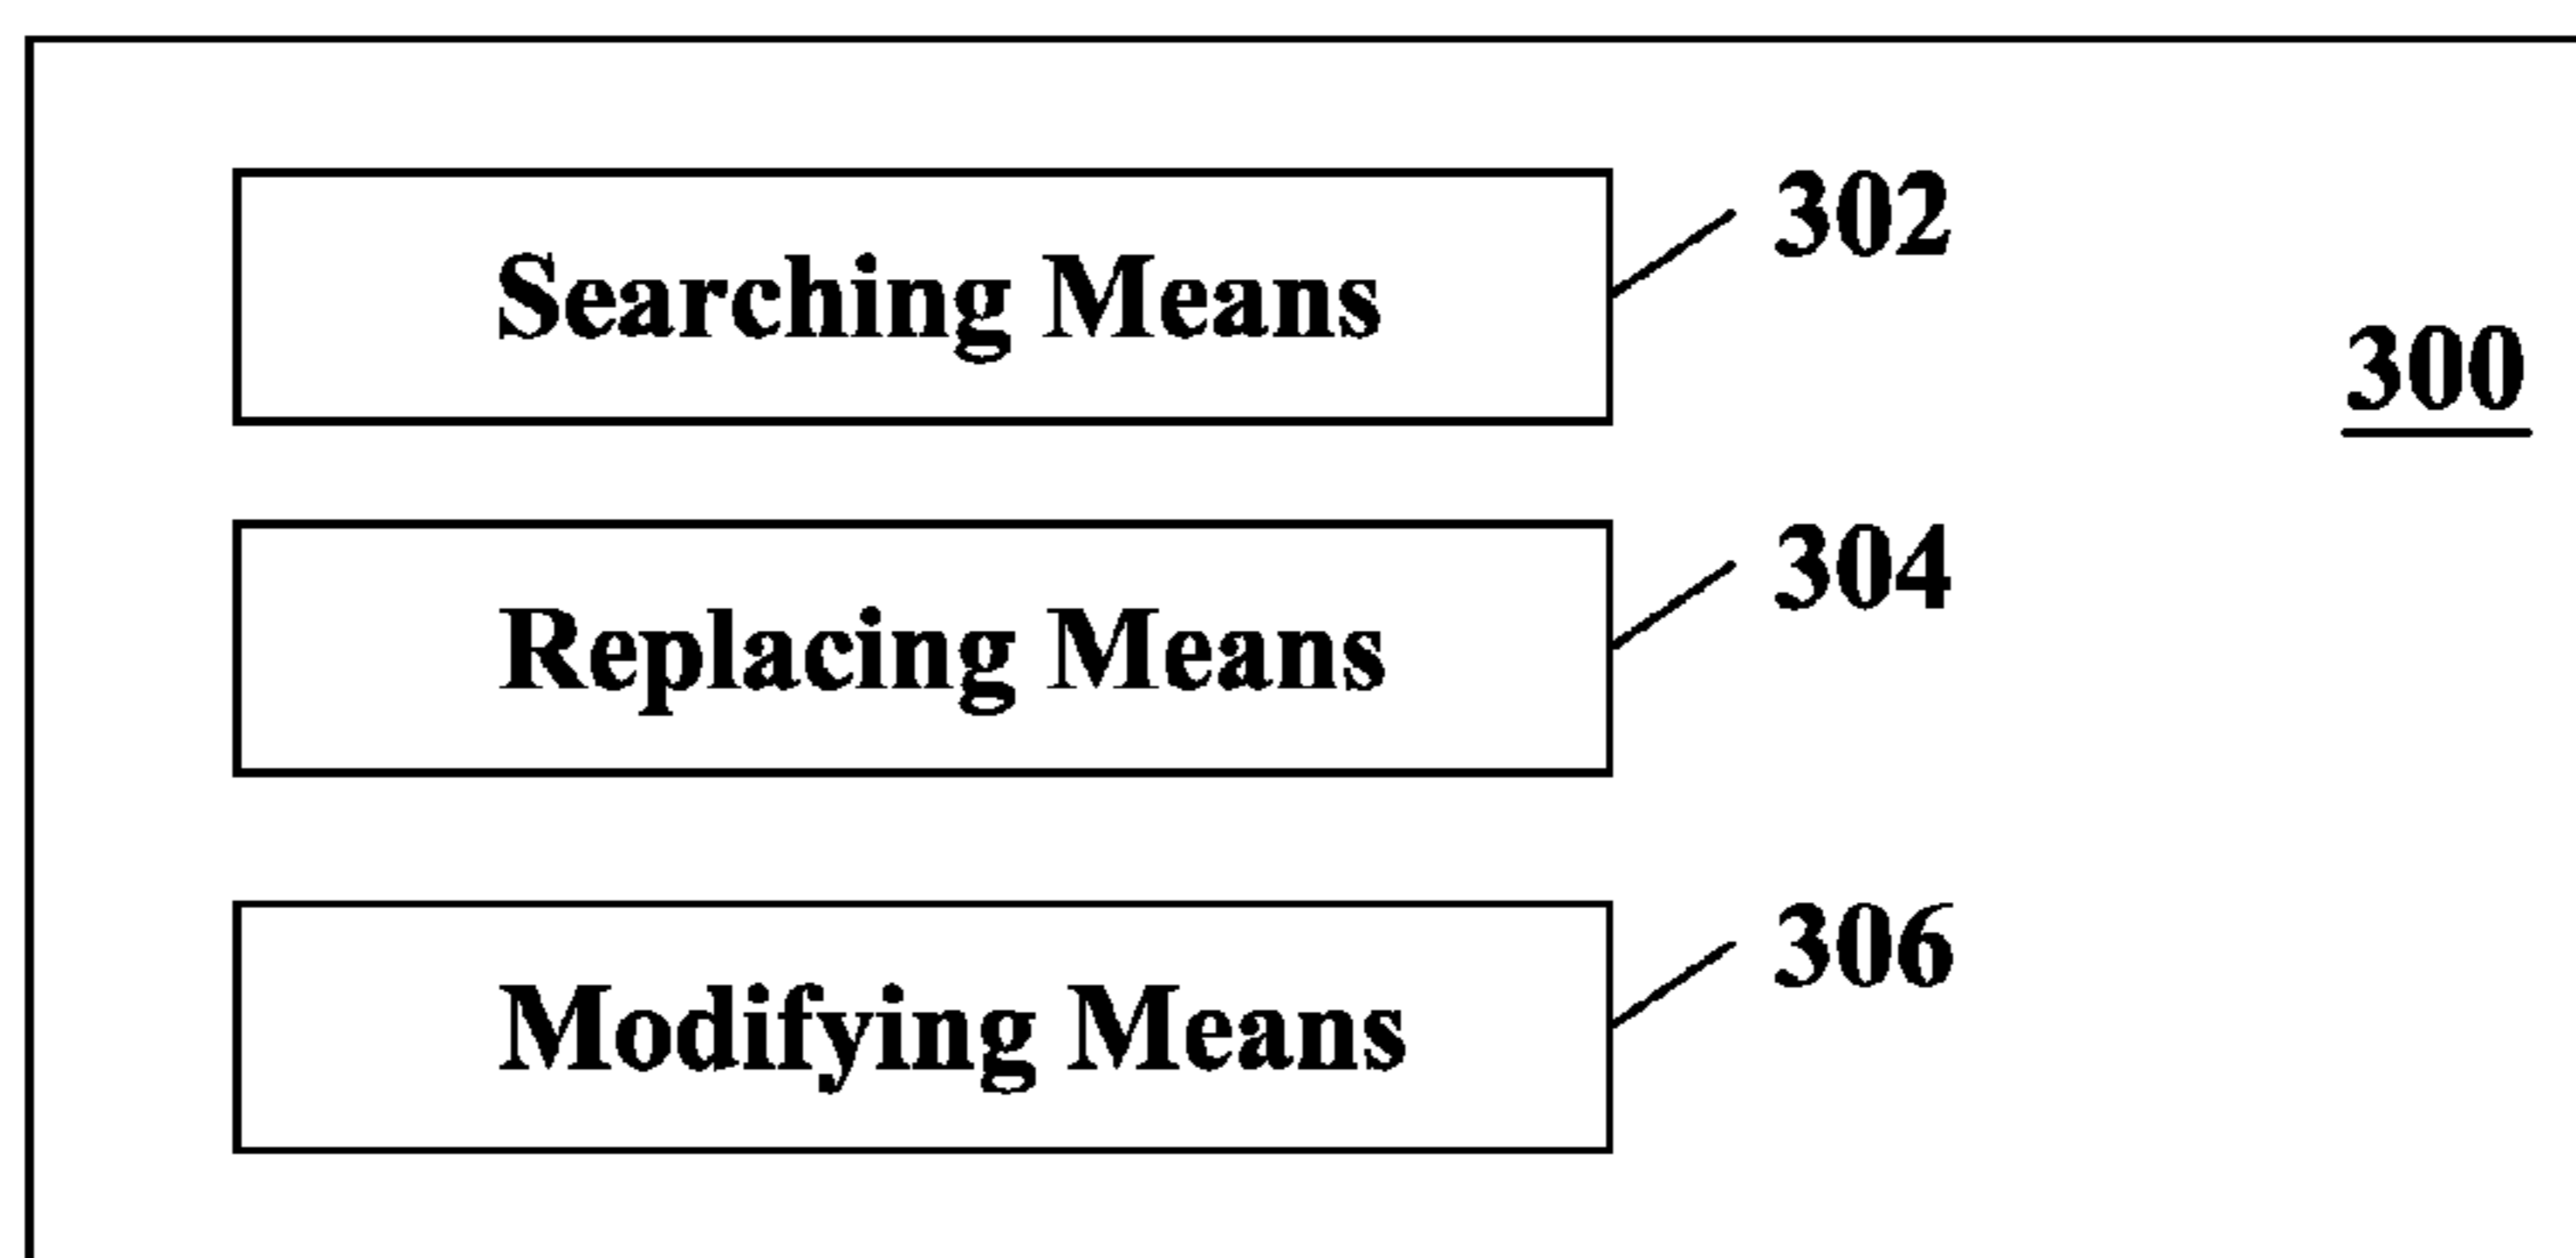 Searching Means
302
300
Replacing Means
304
Modifying Means
306